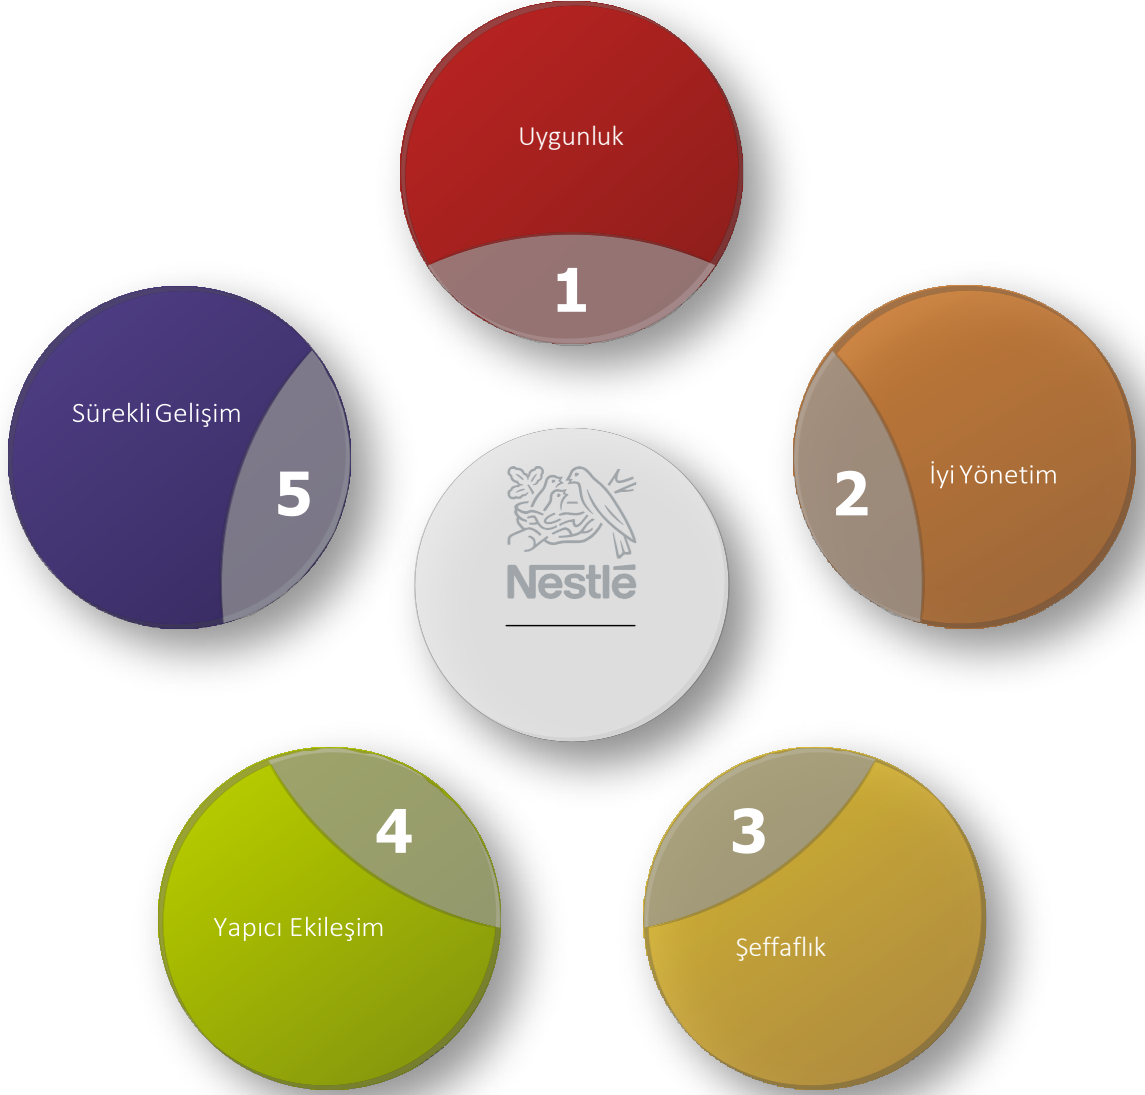 Uygunluk
1
İyi Yönetim
2
Şeffaflık
3
Yapıcı Ekileşim
4
Sürekli Gelişim
5
Nestlé